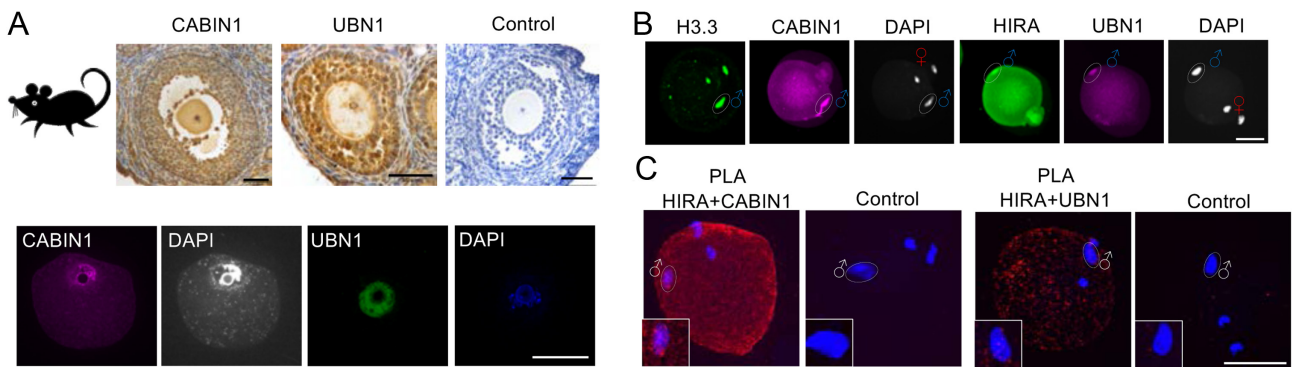 A
CABIN1 UBN1 Control
CABIN1 DAPI UBN1 DAPI
B
H3.3 CABIN1 DAPI HIRA UBN1 DAPI
♂ ♂ ♀ ♂ ♂ ♂ ♂ ♀
C
PLA
HIRA+CABIN1 Control
PLA
HIRA+UBN1 Control
♂ ♂ ♂ ♂